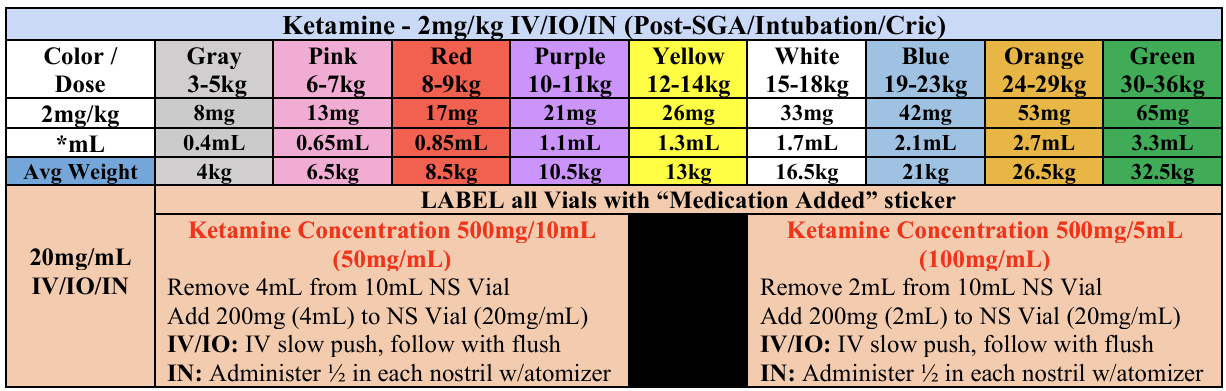 Ketamine - 2mg/kg IV/IO/IN (Post-SGA/Intubation/Cric)
Color / Dose Gray 3-5kg Pink 6-7kg Red 8-9kg Purple 10-11kg Yellow 12-14kg White 15-18kg Blue 19-23kg Orange 24-29kg Green 30-36kg
2mg/kg 8mg 13mg 17mg 21mg 26mg 33mg 42mg 53mg 65mg
*mL 0.4mL 0.65mL 0.85mL 1.1mL 1.3mL 1.7mL 2.1mL 2.7mL 3.3mL
Avg Weight 4kg 6.5kg 8.5kg 10.5kg 13kg 16.5kg 21kg 26.5kg 32.5kg
20mg/mL
IV/IO/IN
LABEL all Vials with “Medication Added” sticker
Ketamine Concentration 500mg/10mL
(50mg/mL)
Remove 4mL from 10mL NS Vial
Add 200mg (4mL) to NS Vial (20mg/mL)
IV/IO: IV slow push, follow with flush
IN: Administer ½ in each nostril w/atomizer
Ketamine Concentration 500mg/5mL
(100mg/mL)
Remove 2mL from 10mL NS Vial
Add 200mg (2mL) to NS Vial (20mg/mL)
IV/IO: IV slow push, follow with flush
IN: Administer ½ in each nostril w/atomizer